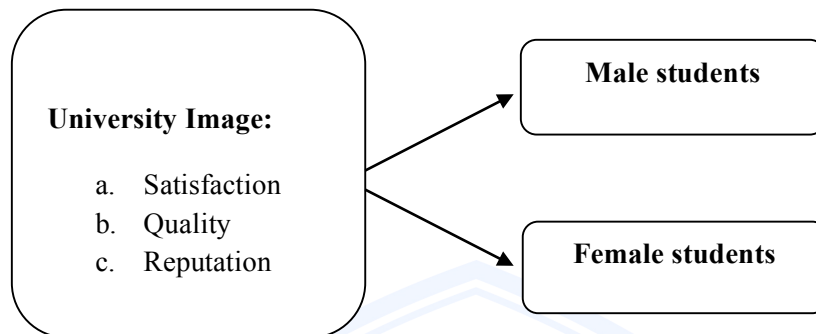 University Image:
a. Satisfaction
b. Quality
c. Reputation
Male students
Female students